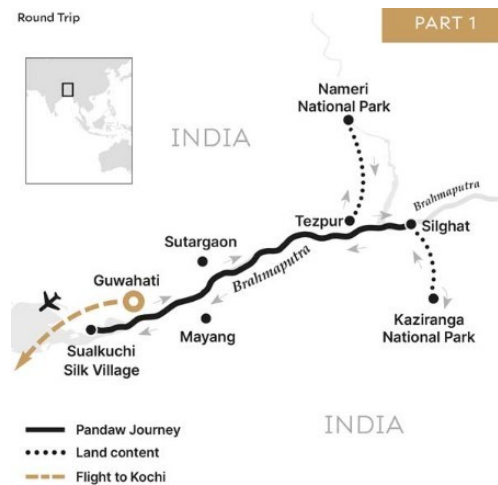 Round Trip
PART 1
Nameri
National Park
INDIA
Brahmaputra
Tezpur
Silghat
Sutargaon
Brahmaputra
Guwahati
Mayang
Kaziranga
National Park
Sualkuchi
Silk Village
INDIA
Pandaw Journey
Land content
Flight to Kochi